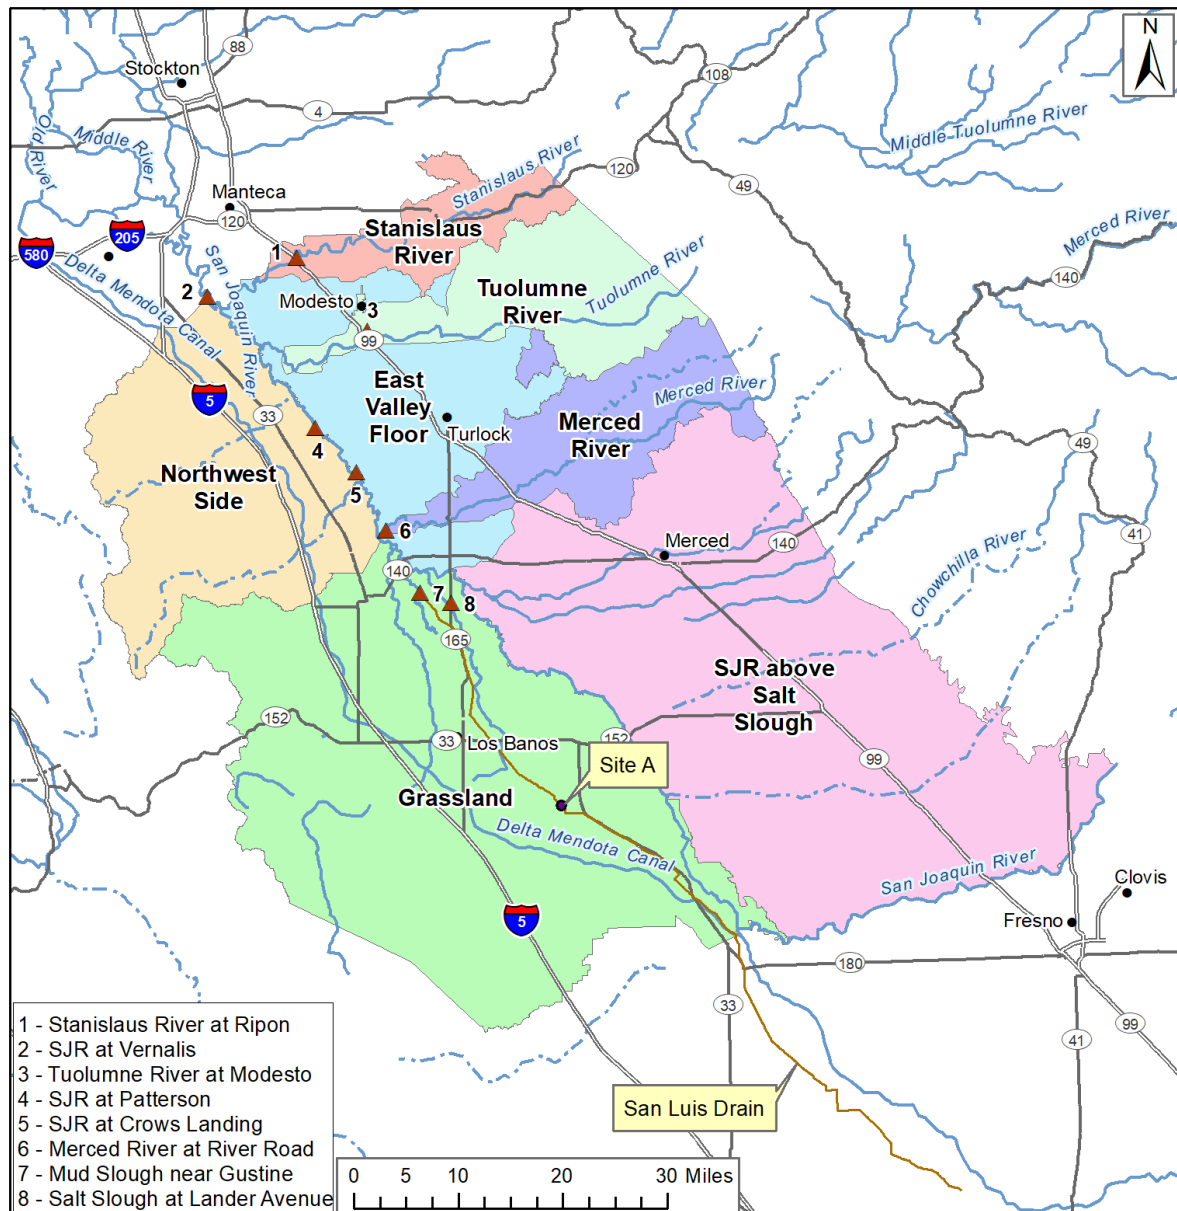 N
88
Stockton
108
4
Middle River
Old River
Middle Tuolumne River
Stanislaus River
120
49
Manteca
120
Merced River
205
580
Stanislaus
River
San Joaquin River
1
140
Delta Mendota Canal
Tuolumne River
2
Modesto
3
Tuolumne
River
99
East
Valley
Floor
Merced River
5
33
Turlock
Merced
River
4
49
Northwest
Side
5
6
Merced
140
41
140
Chowchilla River
7
8
165
SJR above
Salt
Slough
152
33
Los Banos
152
99
Site A
Grassland
Delta Mendota Canal
San Joaquin River
Clovis
5
Fresno
180
33
99
41
San Luis Drain
1 - Stanislaus River at Ripon
2 - SJR at Vernalis
3 - Tuolumne River at Modesto
4 - SJR at Patterson
5 - SJR at Crows Landing
6 - Merced River at River Road
7 - Mud Slough near Gustine
8 - Salt Slough at Lander Avenue
0 5 10 20 30 Miles